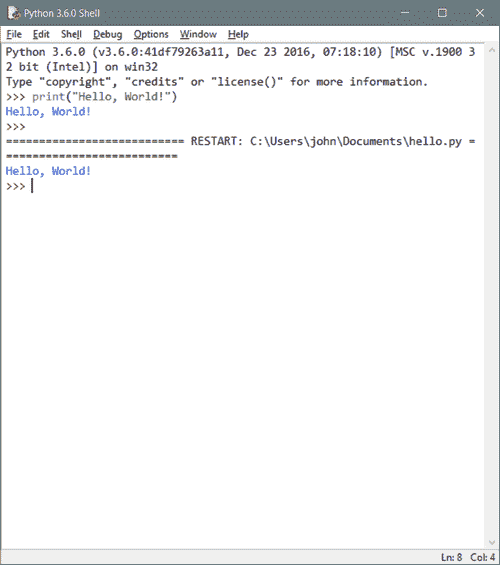 Python 3.6.0 Shell
File Edit Shell Debug Options Window Help
Python 3.6.0 (v3.6.0:41df79263a11, Dec 23 2016, 07:18:10) [MSC v.1900 3
2 bit (Intel)] on win32
Type "copyright", "credits" or "license()" for more information.
>>> print("Hello, World!")
Hello, World!
>>>
=========================== RESTART: C:\Users\john\Documents\hello.py =
==========================
Hello, World!
>>>
Ln: 8 Col: 4